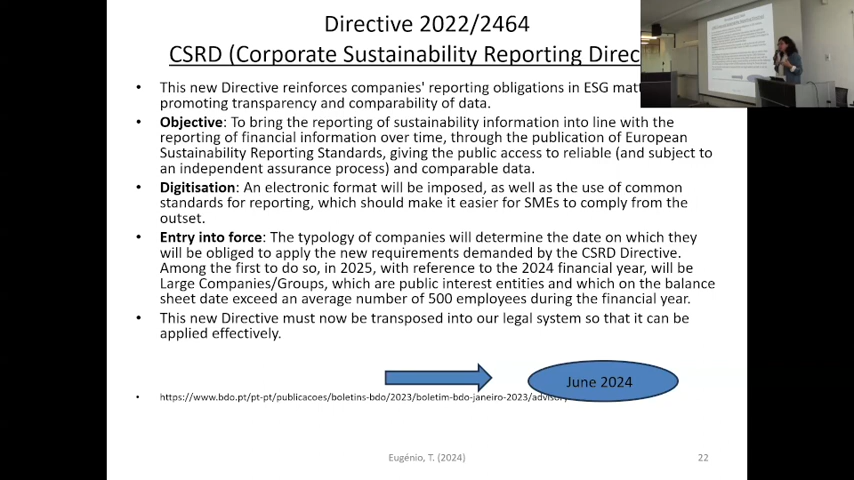 Directive 2022/2464
CSRD (Corporate Sustainability Reporting Direc
• This new Directive reinforces companies' reporting obligations in ESG mat
promoting transparency and comparability of data.
• Objective: To bring the reporting of sustainability information into line with the
reporting of financial information over time, through the publication of European
Sustainability Reporting Standards, giving the public access to reliable (and subject to
an independent assurance process) and comparable data.
• Digitisation: An electronic format will be imposed, as well as the use of common
standards for reporting, which should make it easier for SMEs to comply from the
outset.
• Entry into force: The typology of companies will determine the date on which they
will be obliged to apply the new requirements demanded by the CSRD Directive.
Among the first to do so, in 2025, with reference to the 2024 financial year, will be
Large Companies/Groups, which are public interest entities and which on the balance
sheet date exceed an average number of 500 employees during the financial year.
• This new Directive must now be transposed into our legal system so that it can be
applied effectively.
June 2024
• https://www.bdo.pt/pt-pt/publicacoes/boletins-bdo/2023/boletim-bdo-janeiro-2023/advisory
Eugénio, T. (2024)
22